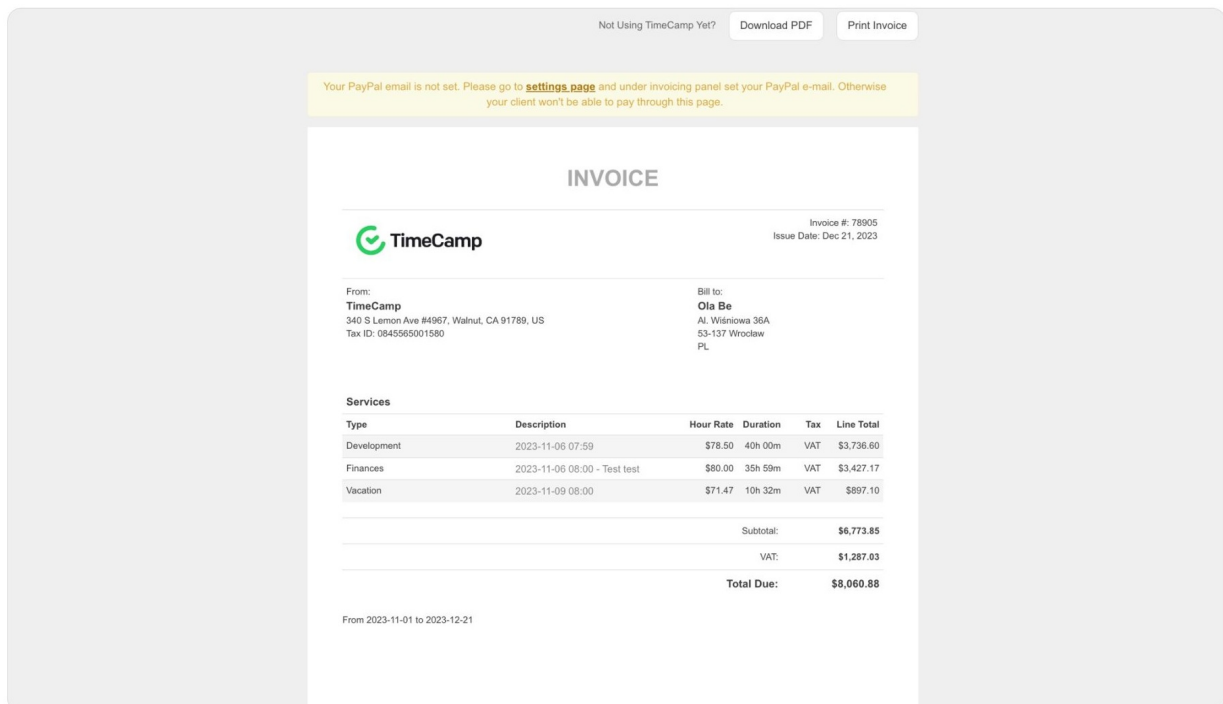 Not Using TimeCamp Yet? Download PDF Print Invoice
Your PayPal email is not set. Please go to settings page and under invoicing panel set your PayPal e-mail. Otherwise
your client won't be able to pay through this page.
INVOICE
TimeCamp
Invoice #: 78905
Issue Date: Dec 21, 2023
From:
TimeCamp
340 S Lemon Ave #4967, Walnut, CA 91789, US
Tax ID: 0845565001580
Bill to:
Ola Be
Al. Wiśniowa 36A
53-137 Wrocław
PL
Services
Type Description Hour Rate Duration Tax Line Total
Development 2023-11-06 07:59 $78.50 40h 00m VAT $3,736.60
Finances 2023-11-06 08:00 - Test test $80.00 35h 59m VAT $3,427.17
Vacation 2023-11-09 08:00 $71.47 10h 32m VAT $897.10
Subtotal: $6,773.85
VAT: $1,287.03
Total Due: $8,060.88
From 2023-11-01 to 2023-12-21